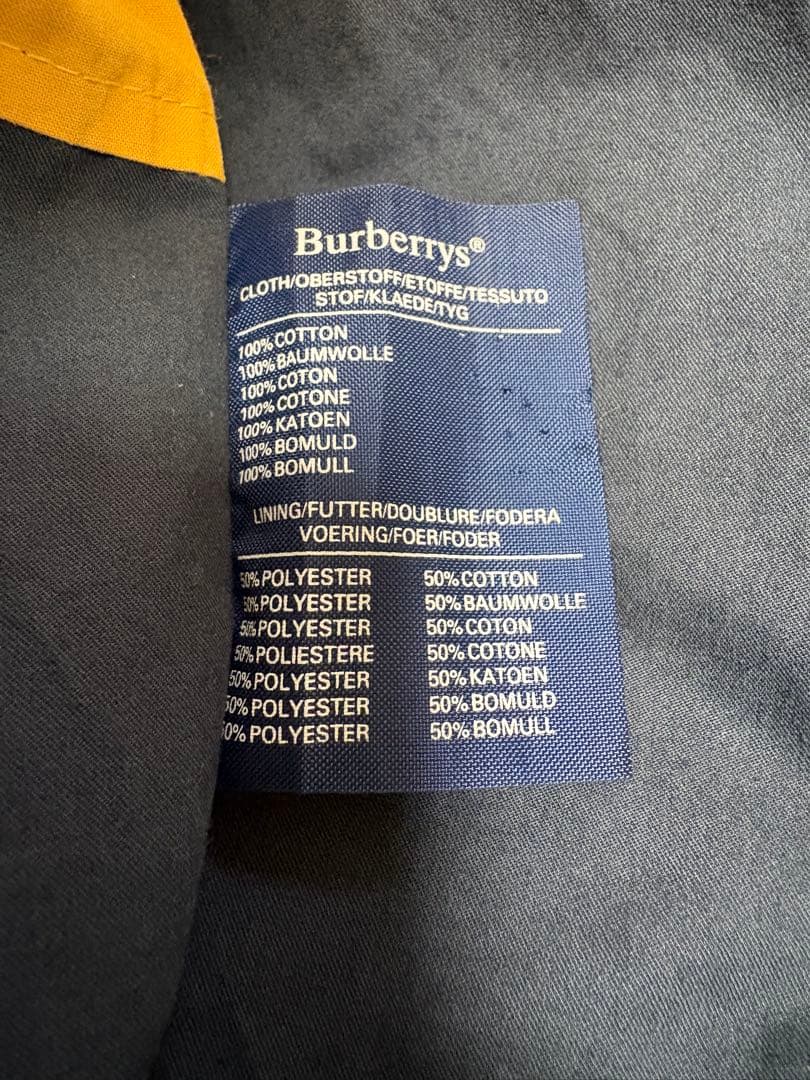 Burberrys®
CLOTH/OBERSTOFF/ETOFFE/TESSUTO
STOF/KLAEDE/TYG
100% COTTON
100% BAUMWOLLE
100% COTON
100% COTONE
100% KATOEN
100% BOMULD
100% BOMULL
LINING/FUTTER/DOUBLURE/FODERA
VOERING/FOER/FODER
50% POLYESTER 50% COTTON
50% POLYESTER 50% BAUMWOLLE
50% POLYESTER 50% COTON
50% POLIESTERE 50% COTONE
50% POLYESTER 50% KATOEN
50% POLYESTER 50% BOMULD
50% POLYESTER 50% BOMULL